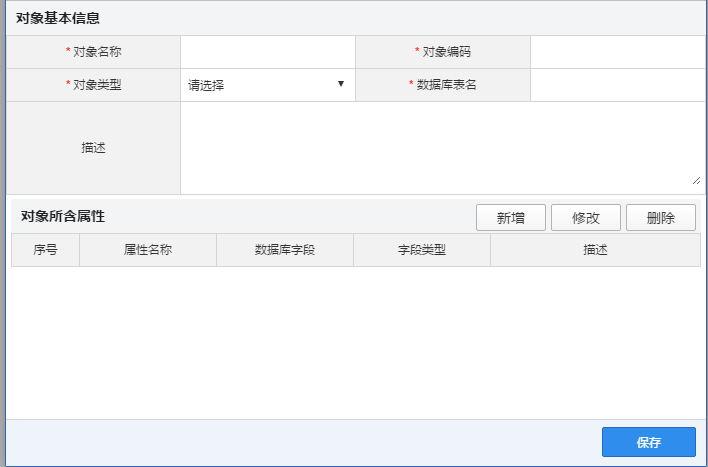 对象基本信息
* 对象名称
* 对象编码
* 对象类型 请选择
* 数据库表名
描述
对象所含属性 新增 修改 删除
序号 属性名称 数据库字段 字段类型 描述
保存